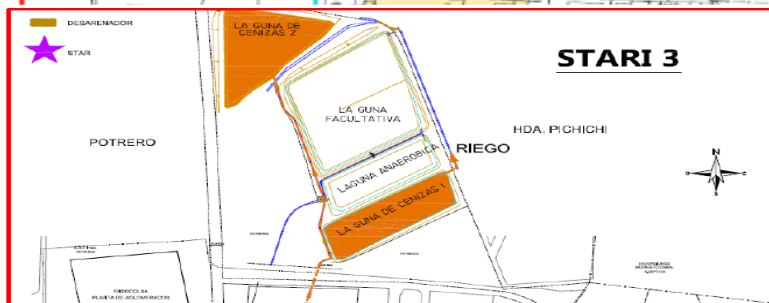 DESARENADOR
STAR
LA GUNA DE
CENIZAS 2
STARI 3
LA GUNA
FACULTATIVA
POTRERO
HDA. PICHICHI
RIEGO
LAGUNA ANAEROBICA
LA GUNA DE CENIZAS 1
N
S
POTRERO
PLANTA DE AGLOMERADOS